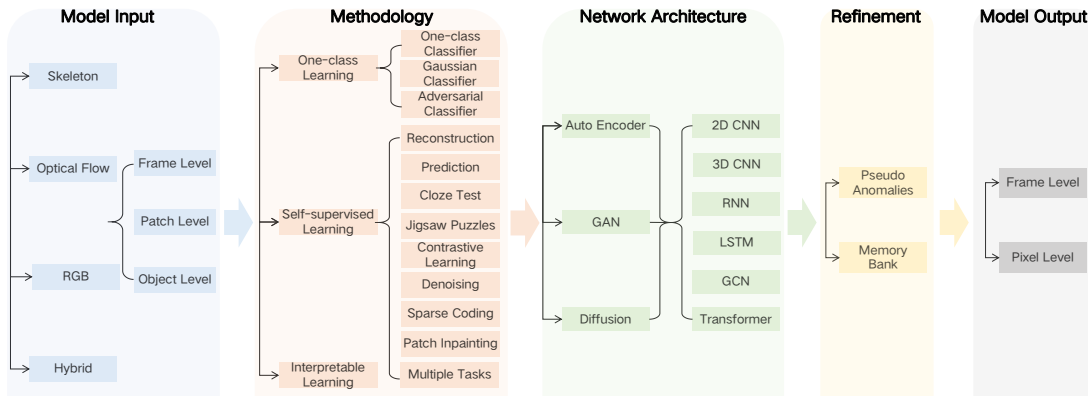 Model Input
Skeleton
Optical Flow
RGB
Hybrid
Frame Level
Patch Level
Object Level
Methodology
One-class
Learning
One-class
Classifier
Gaussian
Classifier
Adversarial
Classifier
Self-supervised
Learning
Reconstruction
Prediction
Cloze Test
Jigsaw Puzzles
Contrastive
Learning
Denoising
Sparse Coding
Patch Inpainting
Multiple Tasks
Interpretable
Learning
Network Architecture
Auto Encoder
GAN
Diffusion
2D CNN
3D CNN
RNN
LSTM
GCN
Transformer
Refinement
Pseudo
Anomalies
Memory
Bank
Model Output
Frame Level
Pixel Level